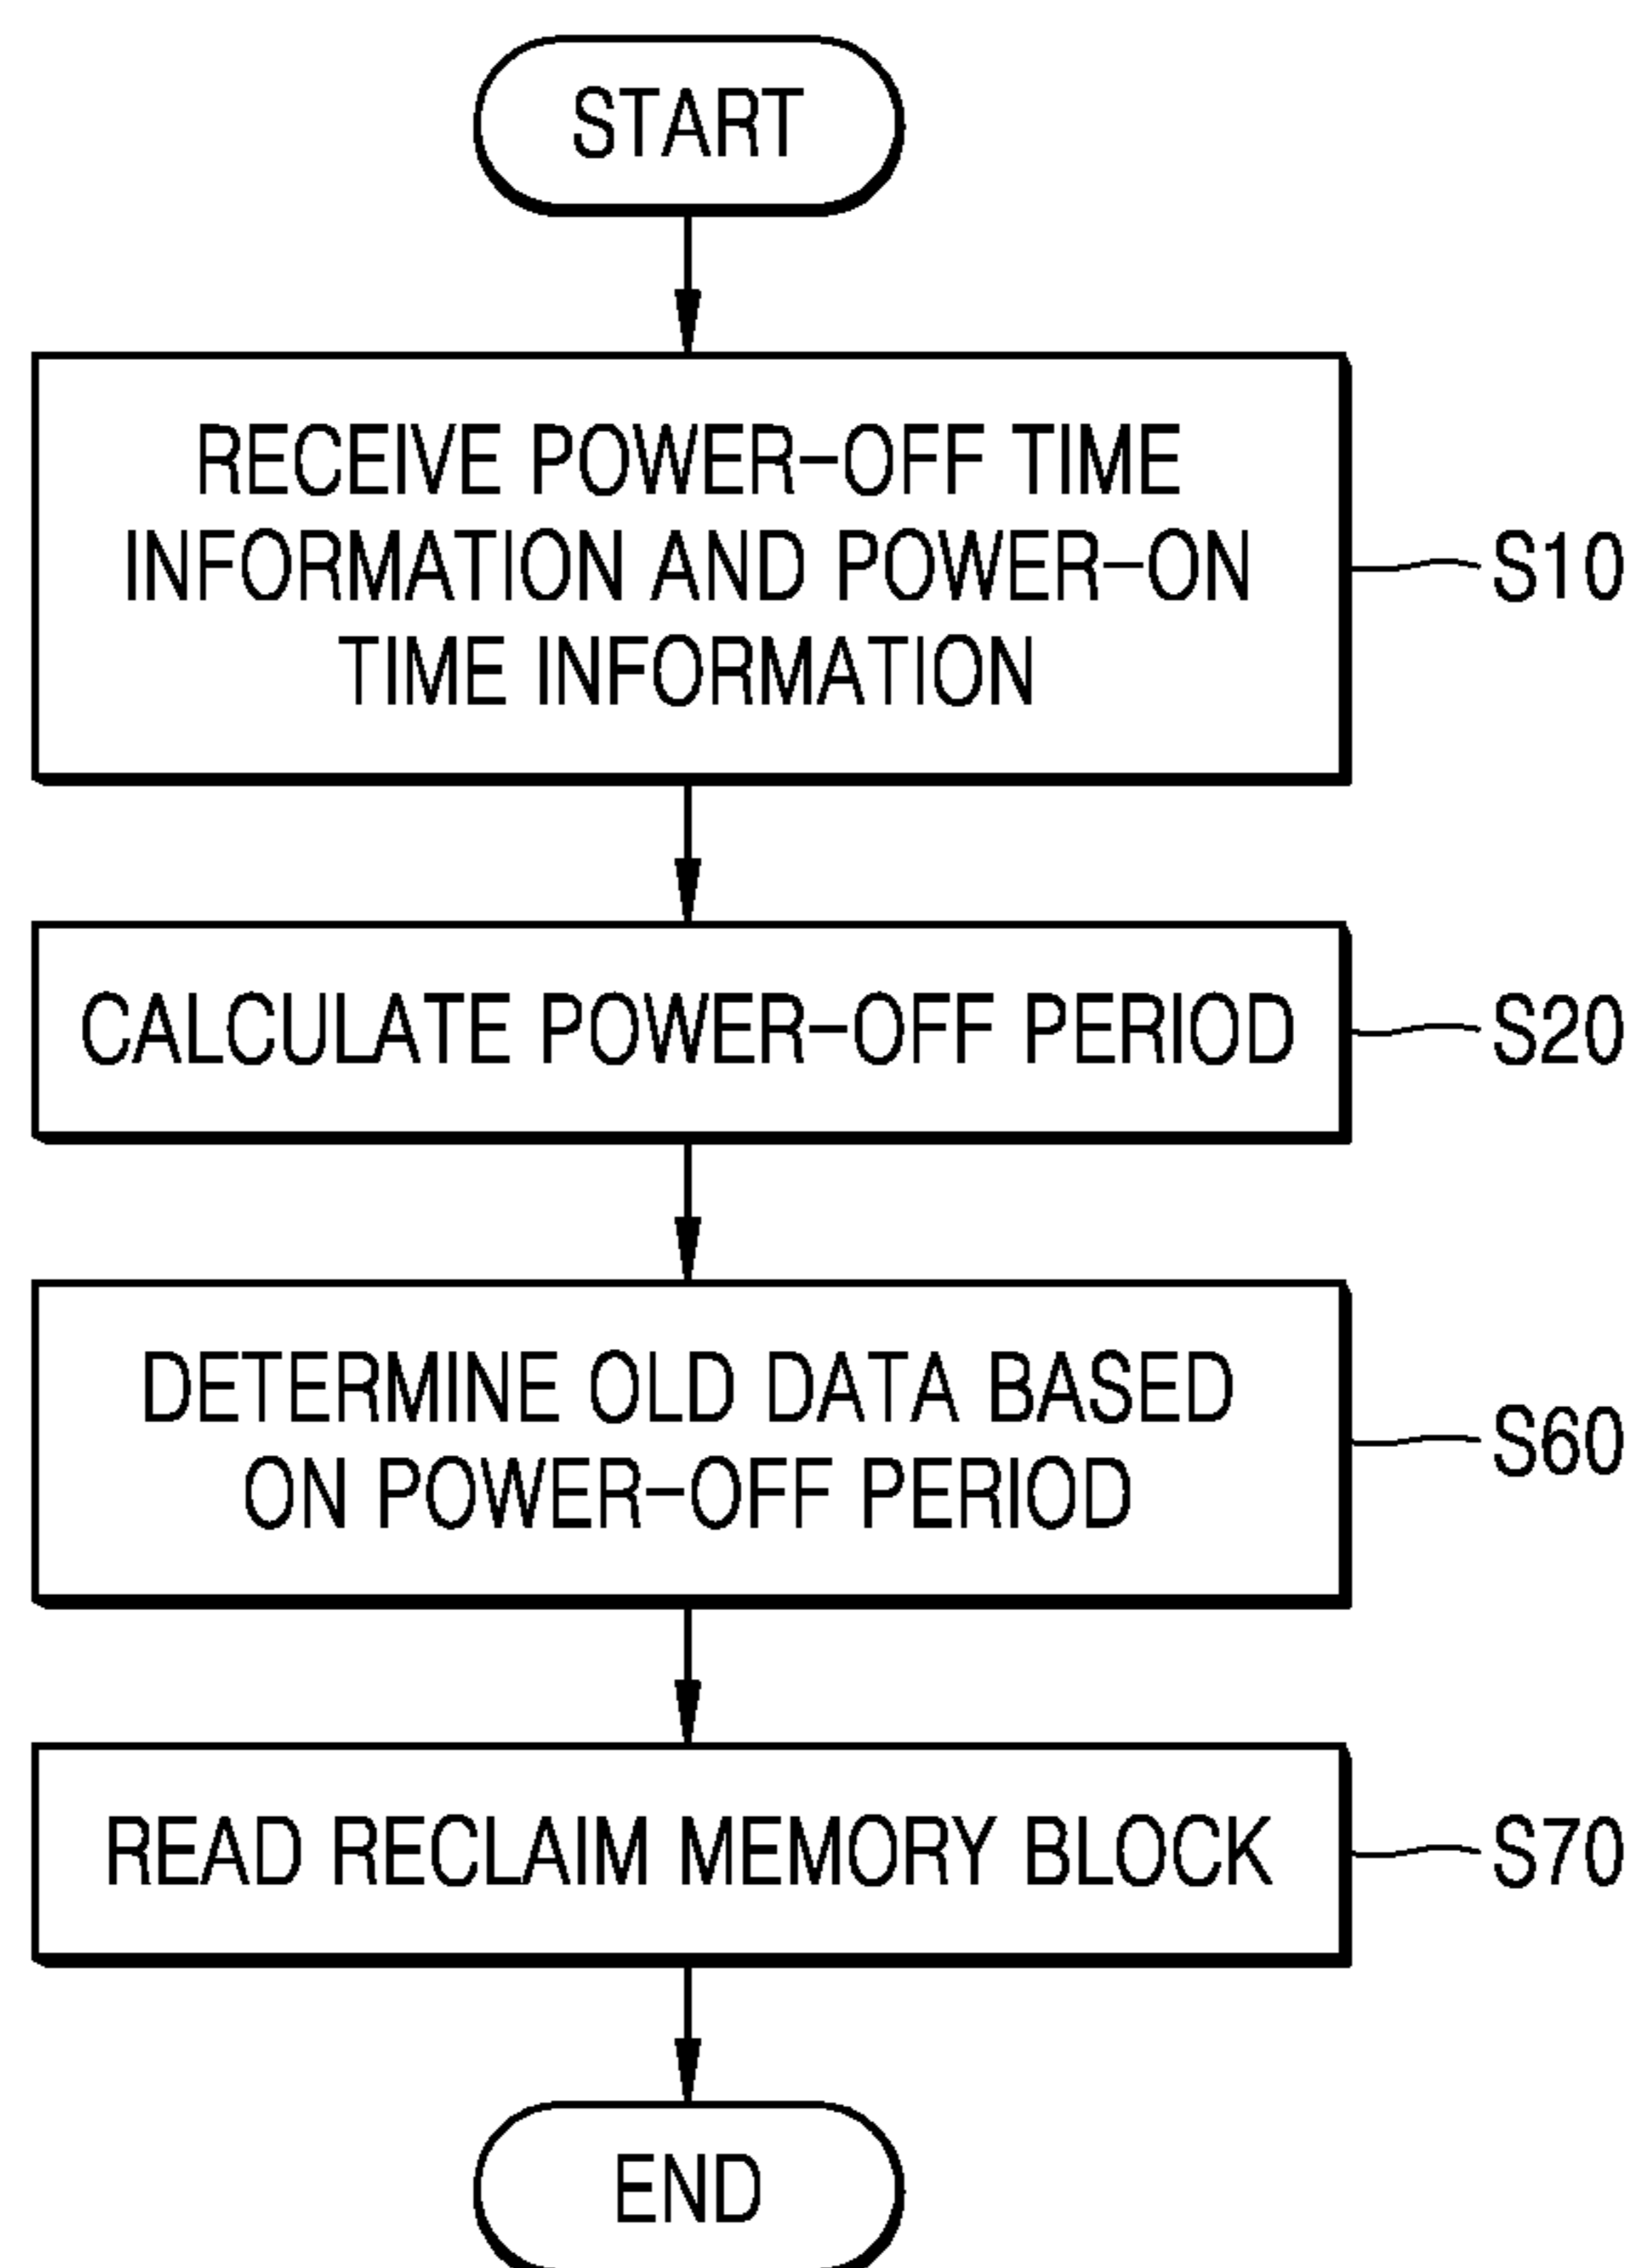 START
RECEIVE POWER-OFF TIME
INFORMATION AND POWER-ON
TIME INFORMATION
S10
CALCULATE POWER-OFF PERIOD
S20
DETERMINE OLD DATA BASED
ON POWER-OFF PERIOD
S60
READ RECLAIM MEMORY BLOCK
S70
END